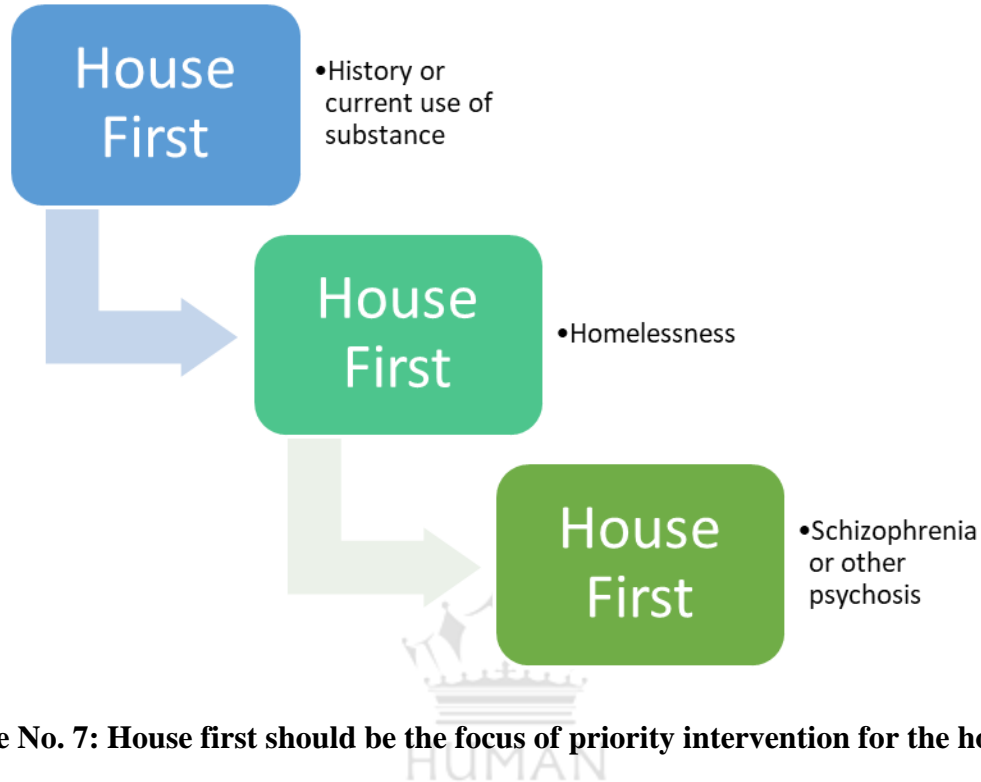 House
First
•History or
current use of
substance
House
First
•Homelessness
House
First
•Schizophrenia
or other
psychosis
e No. 7: House first should be the focus of priority intervention for the ho
HUMAN